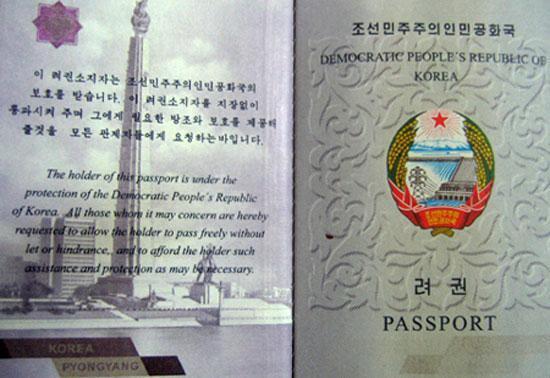 이 려권소지자는 조선민주주의인민공화국의
보호를 받습니다. 이 려권소지자를 지장없이
통과시켜 주며 그에게 필요한 방조와 보호를 제공해
줄것을 모든 관계자들에게 요청하는바입니다.
The holder of this passport is under the
protection of the Democratic People's Republic
of Korea. All those whom it may concern are hereby
requested to allow the holder to pass freely without
let or hindrance, and to afford the holder such
assistance and protection as may be necessary.
KOREA
PYONGYANG
조선민주주의인민공화국
DEMOCRATIC PEOPLE'S REPUBLIC OF
KOREA
조선민주주의
인민공화국
려 권
PASSPORT